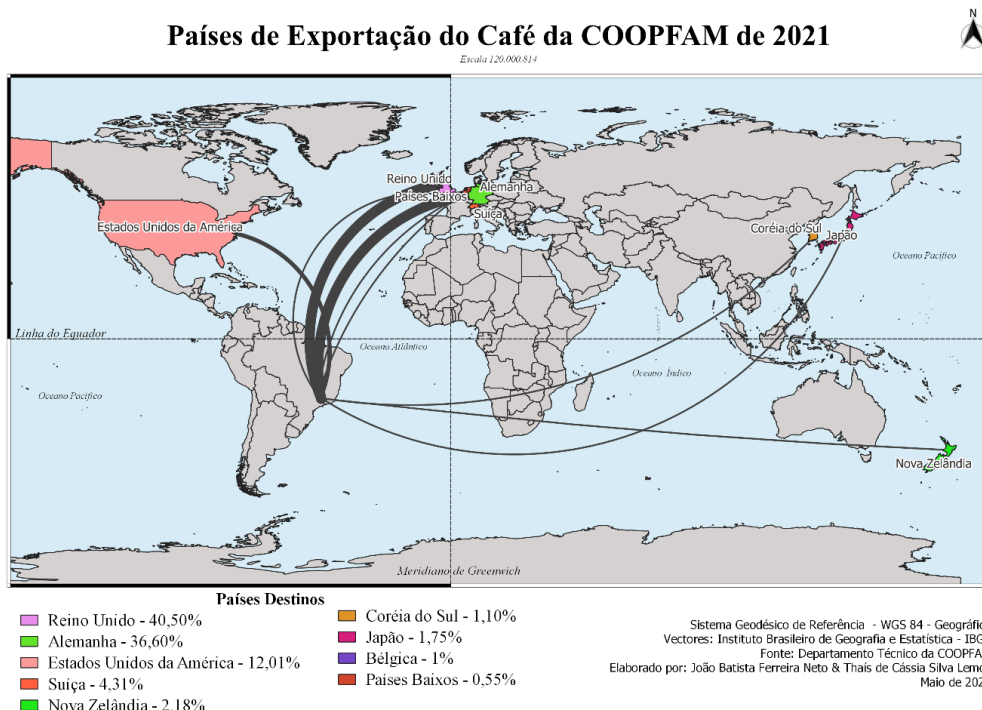 N
Países de Exportação do Café da COOPFAM de 2021
Escala 120.000.814
Reino Unido
Países Baixos
Alemanha
Suíça
Estados Unidos da América
Coréia do Sul
Japão
Oceano Pacífico
Linha do Equador
Oceano Atlântico
Oceano Índico
Oceano Pacífico
Nova Zelândia
Meridiano de Greenwich
Países Destinos
Reino Unido - 40,50%
Alemanha - 36,60%
Estados Unidos da América - 12,01%
Suíça - 4,31%
Nova Zelândia - 2,18%
Coréia do Sul - 1,10%
Japão - 1,75%
Bélgica - 1%
Paises Baixos - 0,55%
Sistema Geodésico de Referência - WGS 84 - Geográfic
Vectores: Instituto Brasileiro de Geografia e Estatística - IBG
Fonte: Departamento Técnico da COOPFA
Elaborado por: João Batista Ferreira Neto & Thaís de Cássia Silva Lemo
Maio de 202